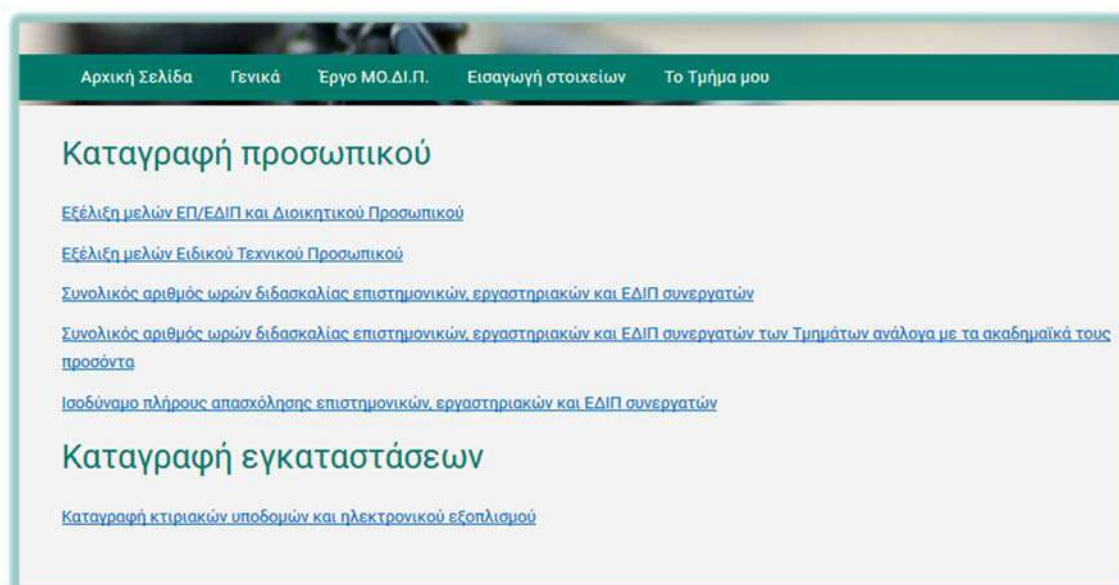 Αρχική Σελίδα Γενικά Έργο ΜΟ.ΔΙ.Π. Εισαγωγή στοιχείων Το Τμήμα μου
Καταγραφή προσωπικού
Εξέλιξη μελών ΕΠ/ΕΔΙΠ και Διοικητικού Προσωπικού
Εξέλιξη μελών Ειδικού Τεχνικού Προσωπικού
Συνολικός αριθμός ωρών διδασκαλίας επιστημονικών, εργαστηριακών και ΕΔΙΠ συνεργατών
Συνολικός αριθμός ωρών διδασκαλίας επιστημονικών, εργαστηριακών και ΕΔΙΠ συνεργατών των Τμημάτων ανάλογα με τα ακαδημαϊκά τους
προσόντα
Ισοδύναμο πλήρους απασχόλησης επιστημονικών, εργαστηριακών και ΕΔΙΠ συνεργατών
Καταγραφή εγκαταστάσεων
Καταγραφή κτιριακών υποδομών και ηλεκτρονικού εξοπλισμού